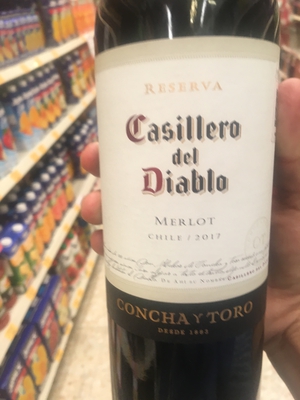 RESERVA
Casillero
del
Diablo
MERLOT
CHILE / 2017
CONCHA Y TORO
DESDE 1883